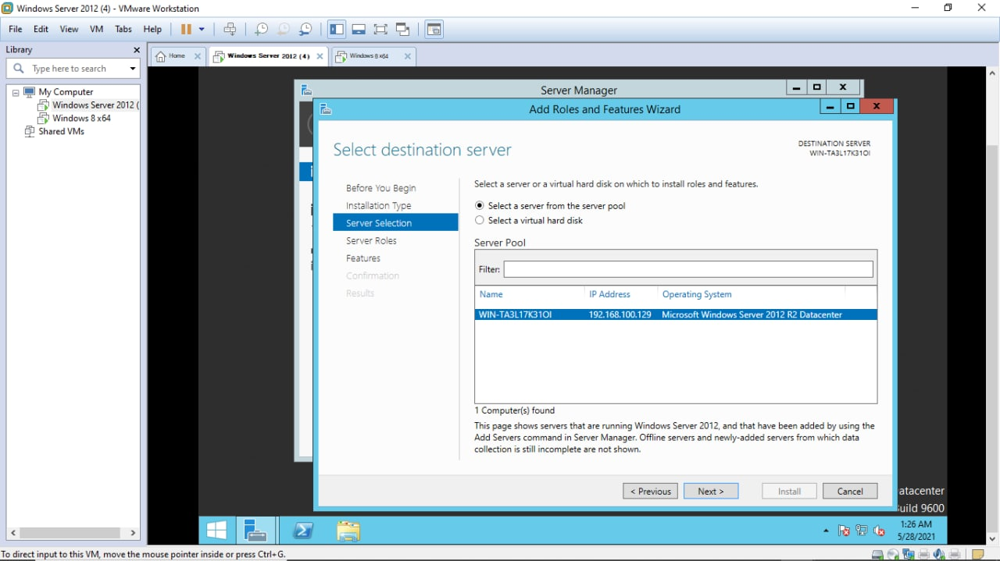 Windows Server 2012 (4) - VMware Workstation
File Edit View VM Tabs Help
Library
Home
Windows Server 2012 (4)
Windows 8 x64
Type here to search
My Computer
Windows Server 2012 (
Windows 8 x64
Shared VMs
Server Manager
Add Roles and Features Wizard
Select destination server
DESTINATION SERVER
WIN-TA3L17K31OI
Before You Begin
Installation Type
Server Selection
Server Roles
Features
Confirmation
Results
Select a server or a virtual hard disk on which to install roles and features.
Select a server from the server pool
Select a virtual hard disk
Server Pool
Filter:
Name IP Address Operating System
WIN-TA3L17K31OI 192.168.100.129 Microsoft Windows Server 2012 R2 Datacenter
1 Computer(s) found
This page shows servers that are running Windows Server 2012, and that have been added by using the
Add Servers command in Server Manager. Offline servers and newly-added servers from which data
collection is still incomplete are not shown.
< Previous Next > Install Cancel
atacenter
uild 9600
1:26 AM
5/28/2021
To direct input to this VM, move the mouse pointer inside or press Ctrl+G.